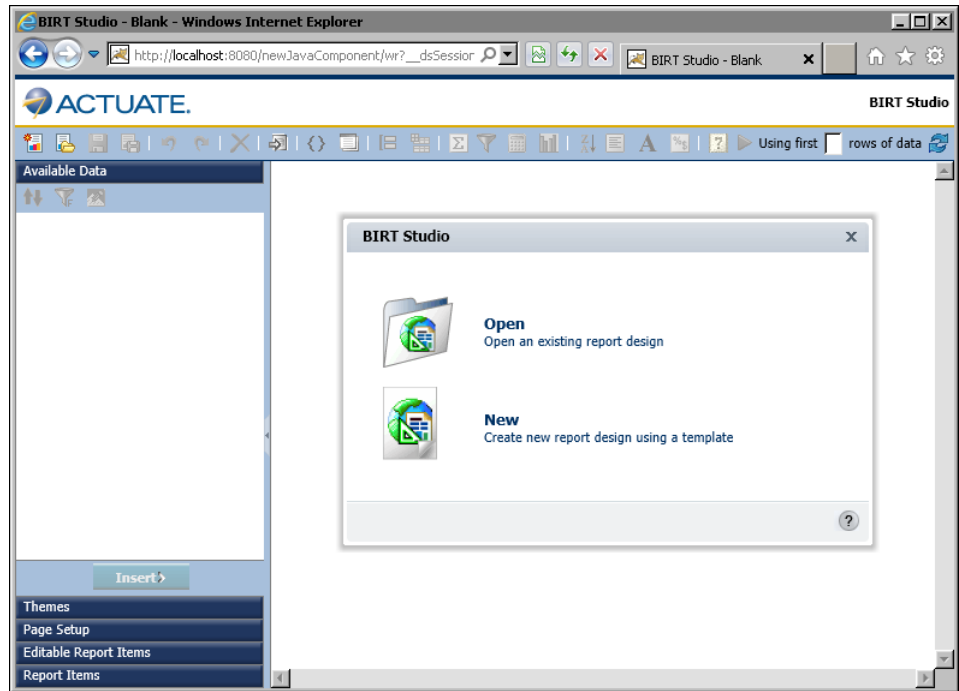 BIRT Studio - Blank - Windows Internet Explorer
http://localhost:8080/newJavaComponent/wr?__dsSession
BIRT Studio - Blank
ACTUATE.
BIRT Studio
Using first rows of data
Available Data
BIRT Studio
Open
Open an existing report design
New
Create new report design using a template
Insert
Themes
Page Setup
Editable Report Items
Report Items